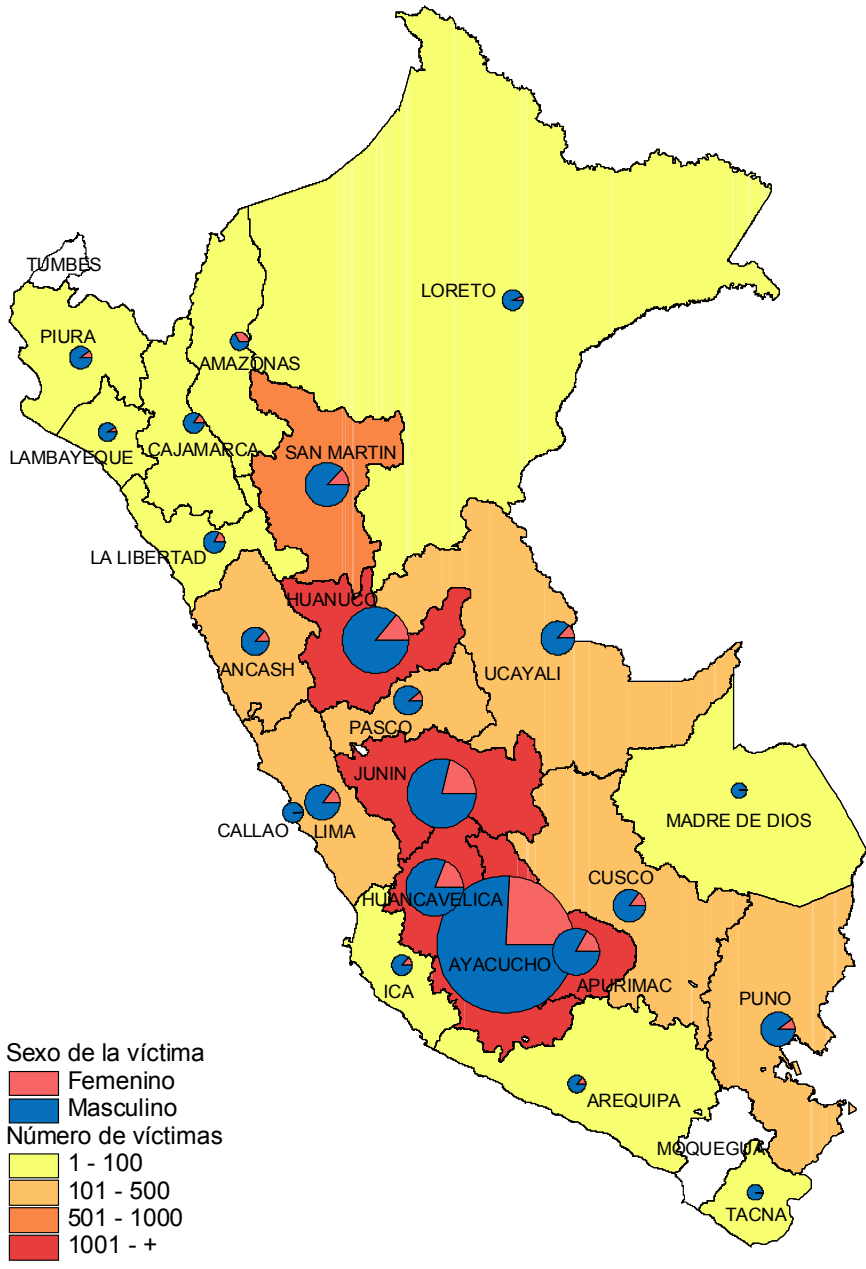 TUMBES
LORETO
PIURA
AMAZONAS
LAMBAYEQUE
CAJAMARCA
SAN MARTIN
LA LIBERTAD
HUANUCO
ANCASH
UCAYALI
PASCO
JUNIN
MADRE DE DIOS
CALLAO
LIMA
CUSCO
HUANCAVELICA
AYACUCHO
APURIMAC
ICA
PUNO
AREQUIPA
MOQUEGUA
TACNA
Sexo de la víctima
Femenino
Masculino
Número de víctimas
1 - 100
101 - 500
501 - 1000
1001 - +